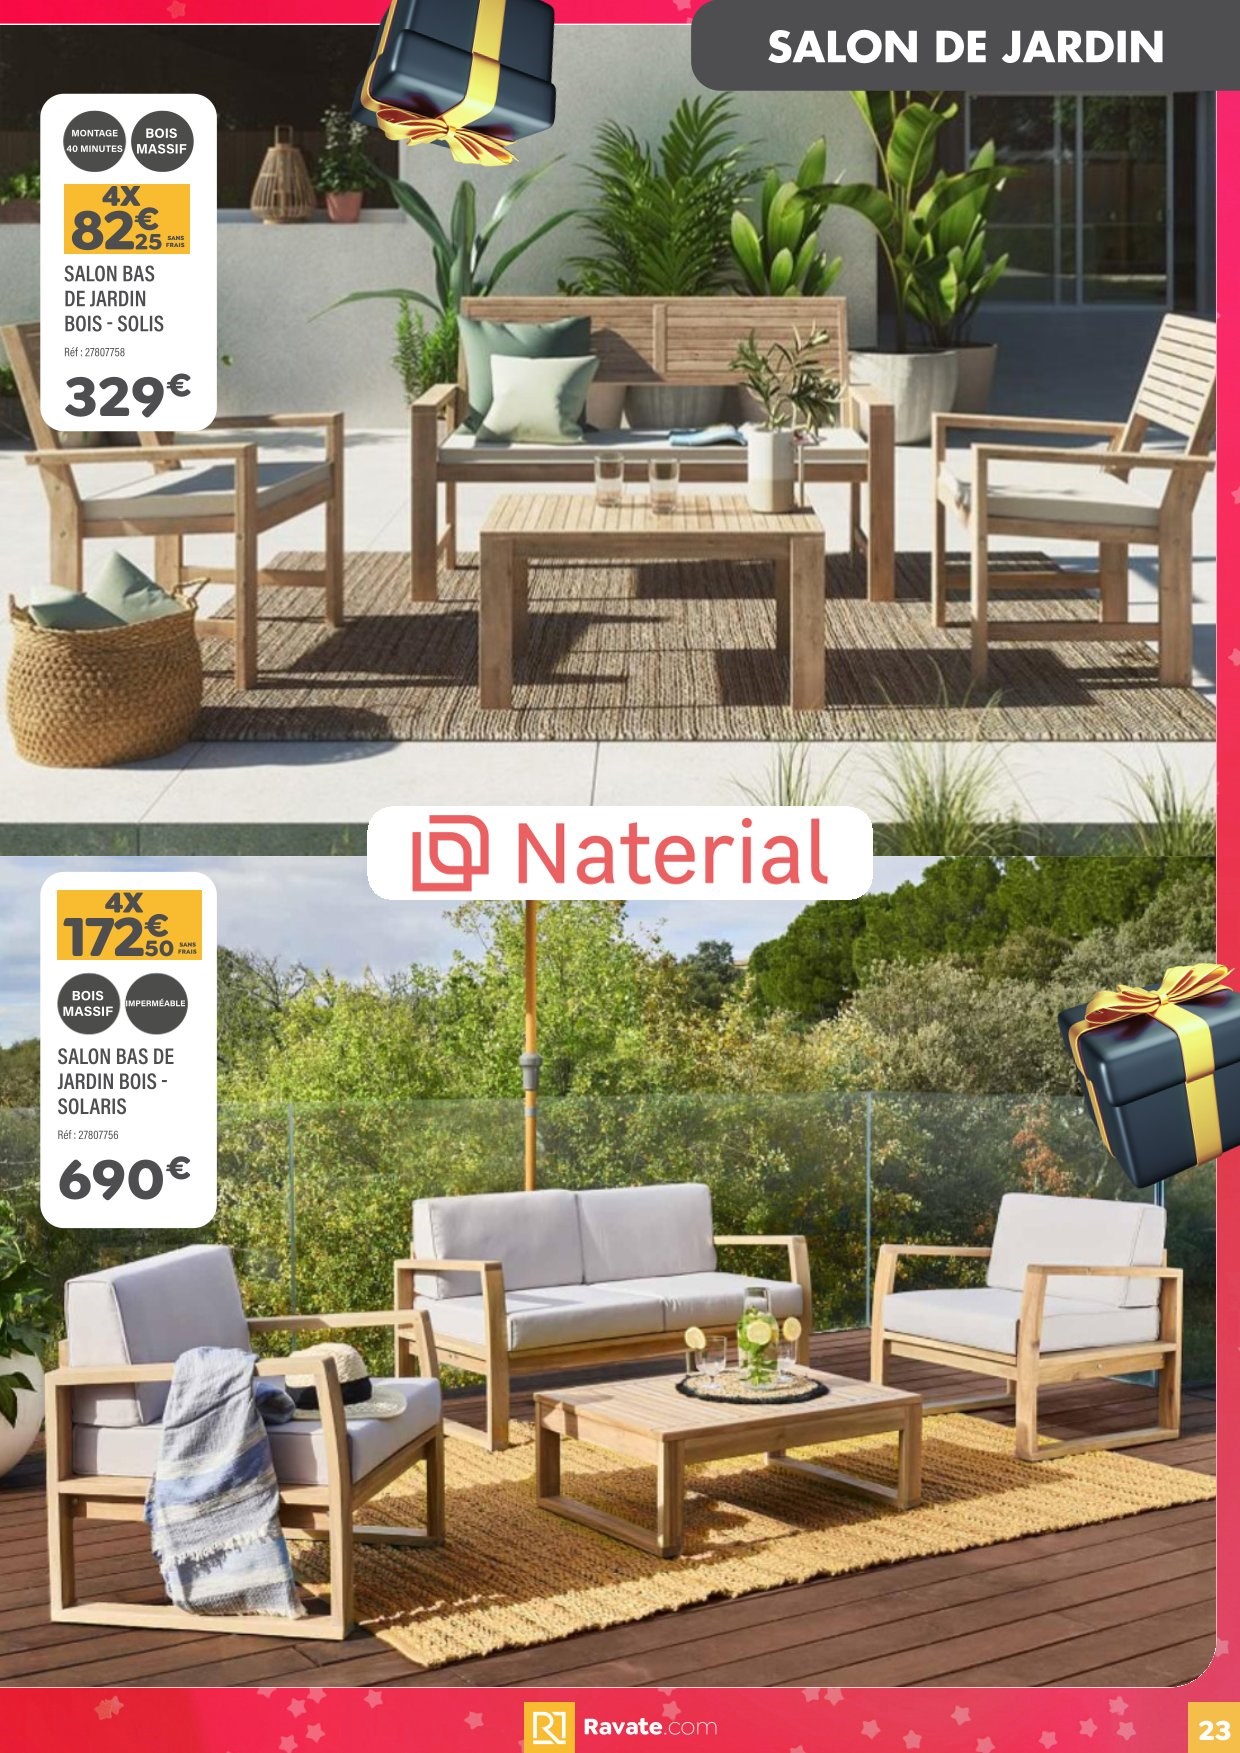 SALON DE JARDIN
MONTAGE
40 MINUTES
BOIS
MASSIF
4X
82€25 SANS FRAIS
SALON BAS
DE JARDIN
BOIS - SOLIS
Réf : 27807758
329€
Naterial
4X
172€50 SANS FRAIS
BOIS
MASSIF
IMPERMÉABLE
SALON BAS DE
JARDIN BOIS -
SOLARIS
Réf : 27807756
690€
Ravate.com
23